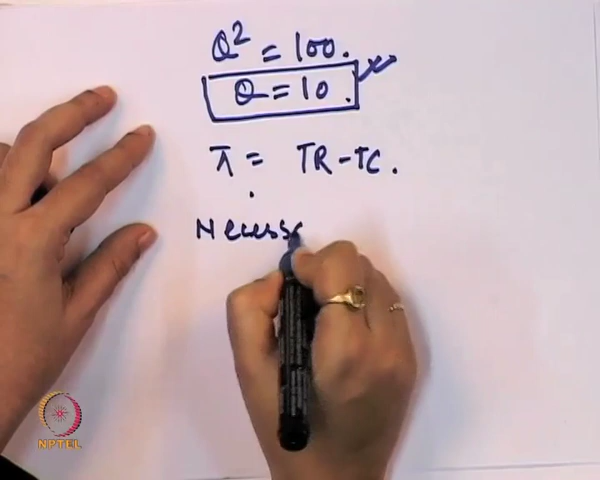 Q² = 100.
Q = 10.
π = TR - TC.
Necess
NPTEL